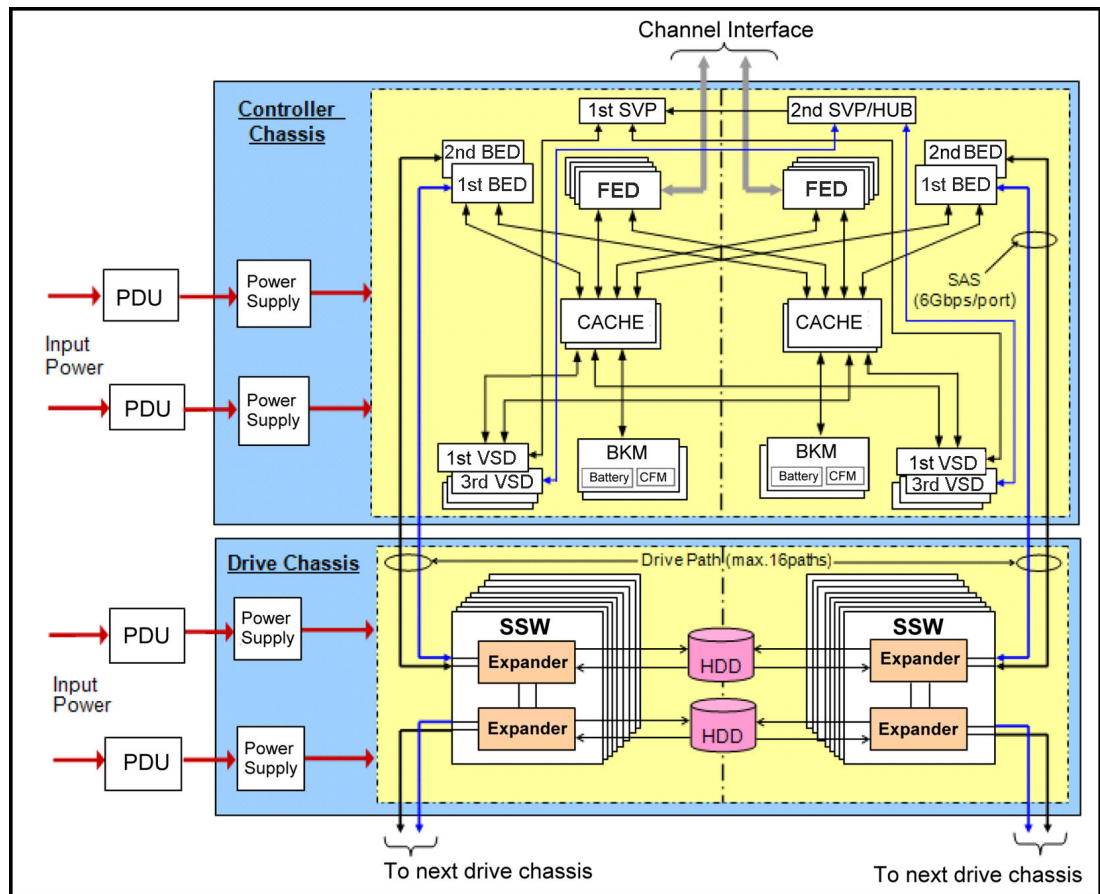 Channel Interface
Controller
Chassis
1st SVP
2nd SVP/HUB
2nd BED
1st BED
FED
FED
2nd BED
1st BED
SAS
(6Gbps/port)
PDU
Power
Supply
CACHE
CACHE
Input
Power
PDU
Power
Supply
1st VSD
3rd VSD
BKM
Battery
CFM
BKM
Battery
CFM
1st VSD
3rd VSD
Drive Chassis
Drive Path (max.16paths)
PDU
Power
Supply
SSW
Expander
HDD
SSW
Expander
Input
Power
PDU
Power
Supply
Expander
HDD
Expander
To next drive chassis
To next drive chassis